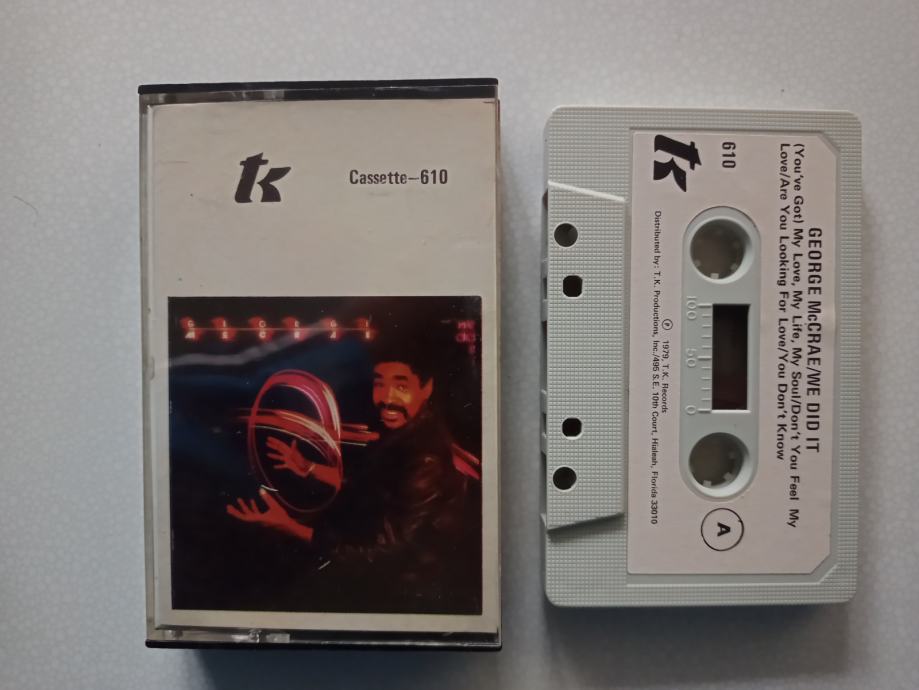 tk
Cassette—610
GEORGE
McCRAE
GEORGE McCRAE/WE DID IT
(You've Got) My Love, My Life, My Soul/Don't You Feel My
Love/Are You Looking For Love/You Don't Know
610
tk
100 50 0
A
℗ 1979, T.K. Records
Distributed by: T.K. Productions, Inc./495 S.E. 10th Court, Hialeah, Florida 33010